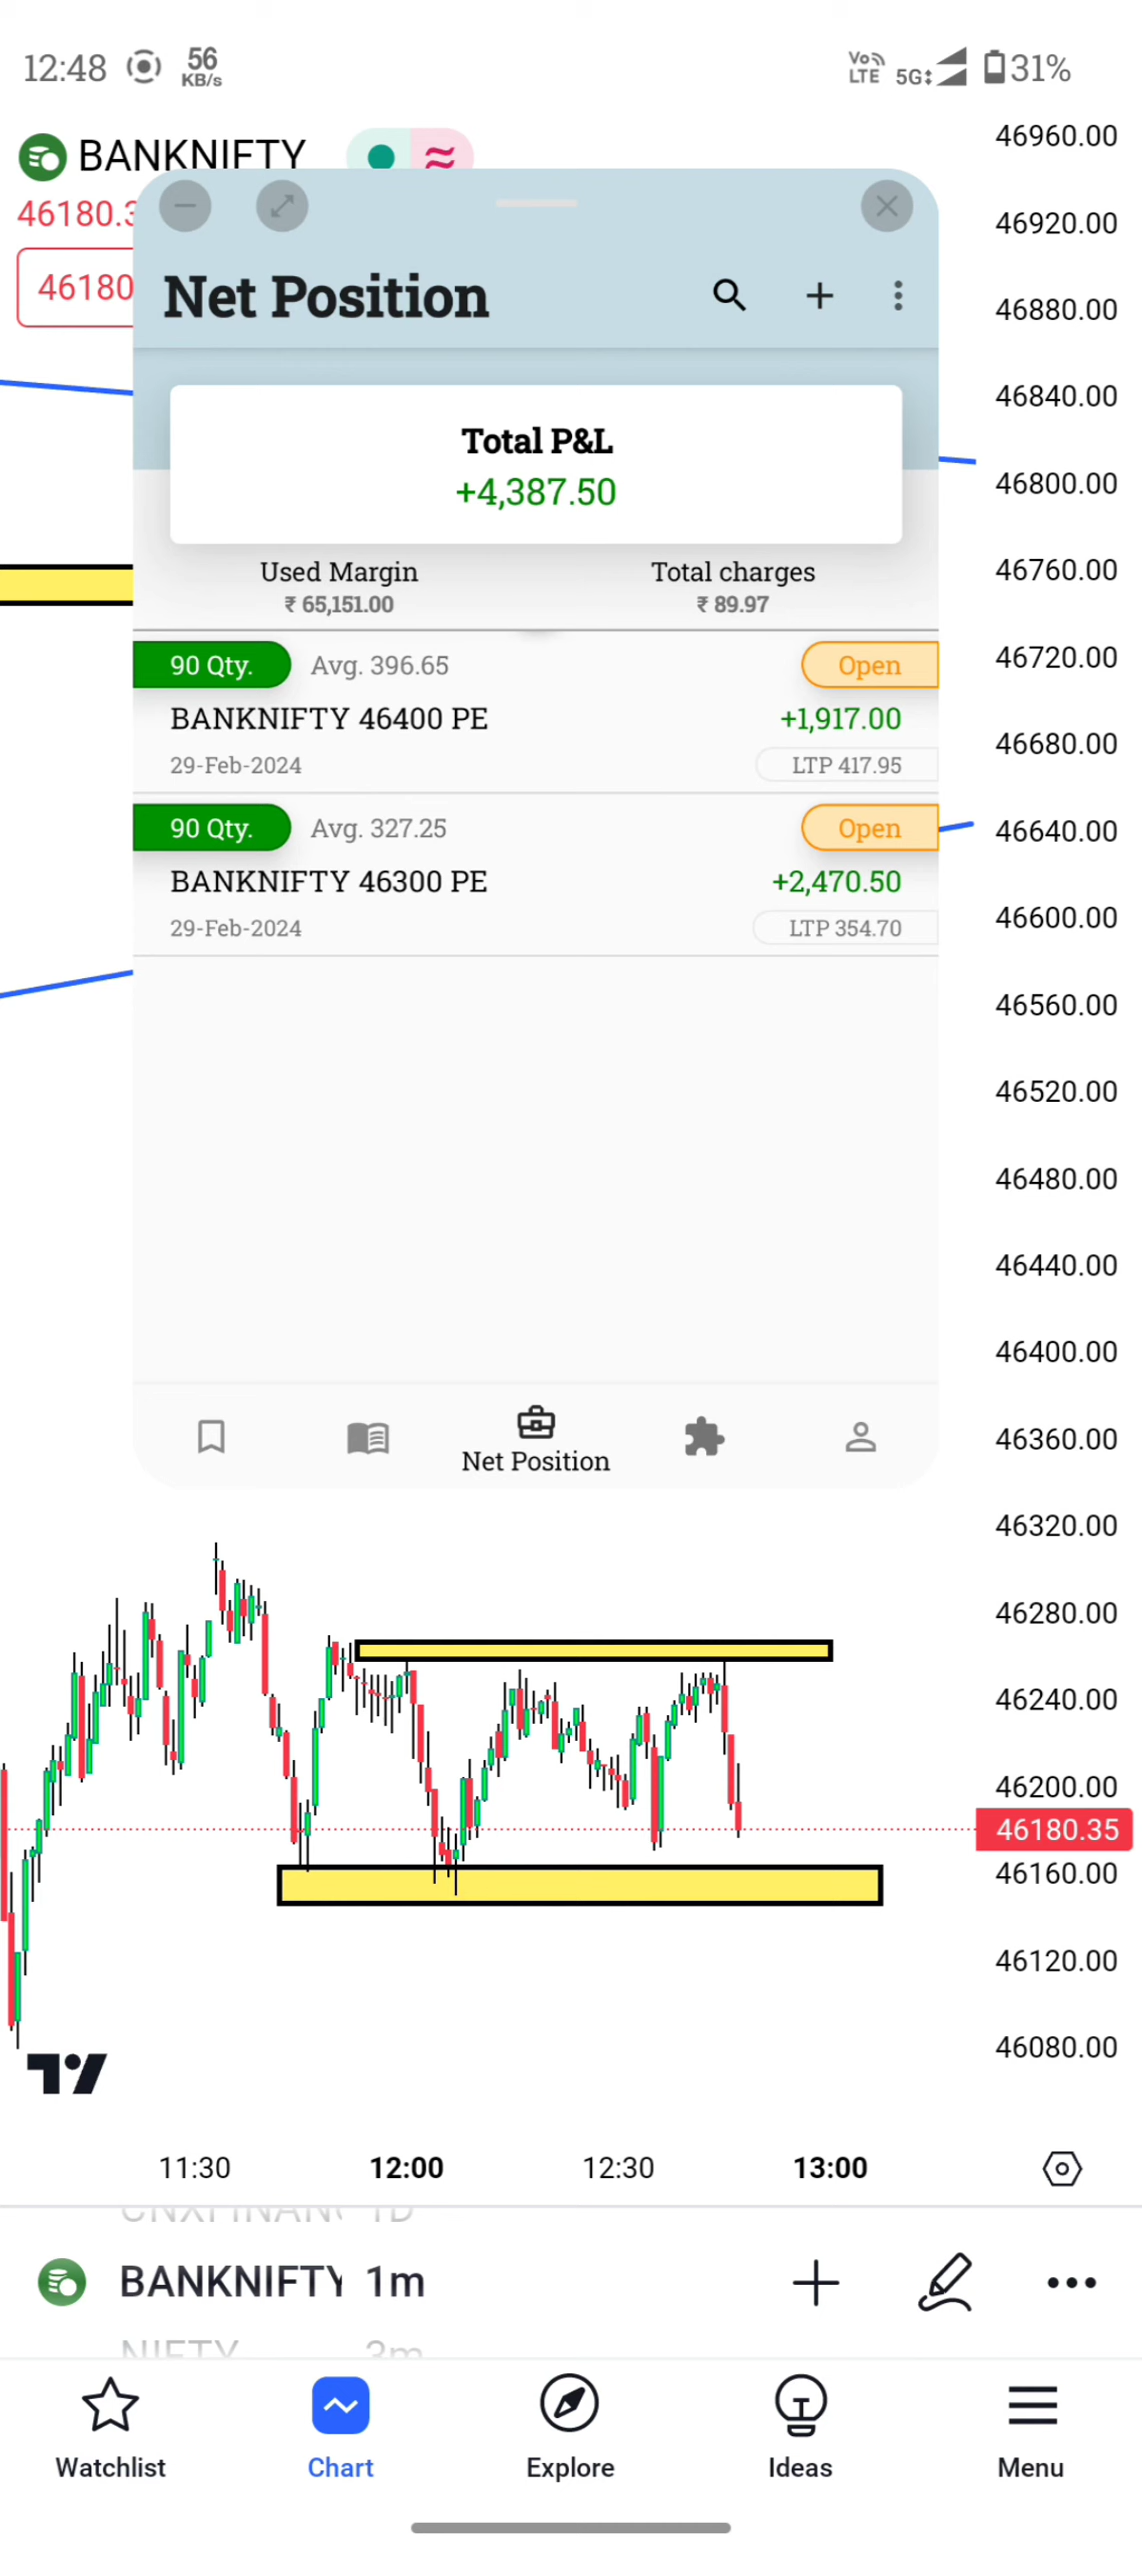 12:48 56 KB/s Vo LTE 5G 31%
BANKNIFTY
46180.3
46180
Net Position
Total P&L
+4,387.50
Used Margin Total charges
₹ 65,151.00 ₹ 89.97
90 Qty. Avg. 396.65 Open
BANKNIFTY 46400 PE +1,917.00
29-Feb-2024 LTP 417.95
90 Qty. Avg. 327.25 Open
BANKNIFTY 46300 PE +2,470.50
29-Feb-2024 LTP 354.70
Net Position
46960.00
46920.00
46880.00
46840.00
46800.00
46760.00
46720.00
46680.00
46640.00
46600.00
46560.00
46520.00
46480.00
46440.00
46400.00
46360.00
46320.00
46280.00
46240.00
46200.00
46180.35
46160.00
46120.00
46080.00
11:30 12:00 12:30 13:00
BANKNIFTY 1m
NIFTY 3m
Watchlist Chart Explore Ideas Menu